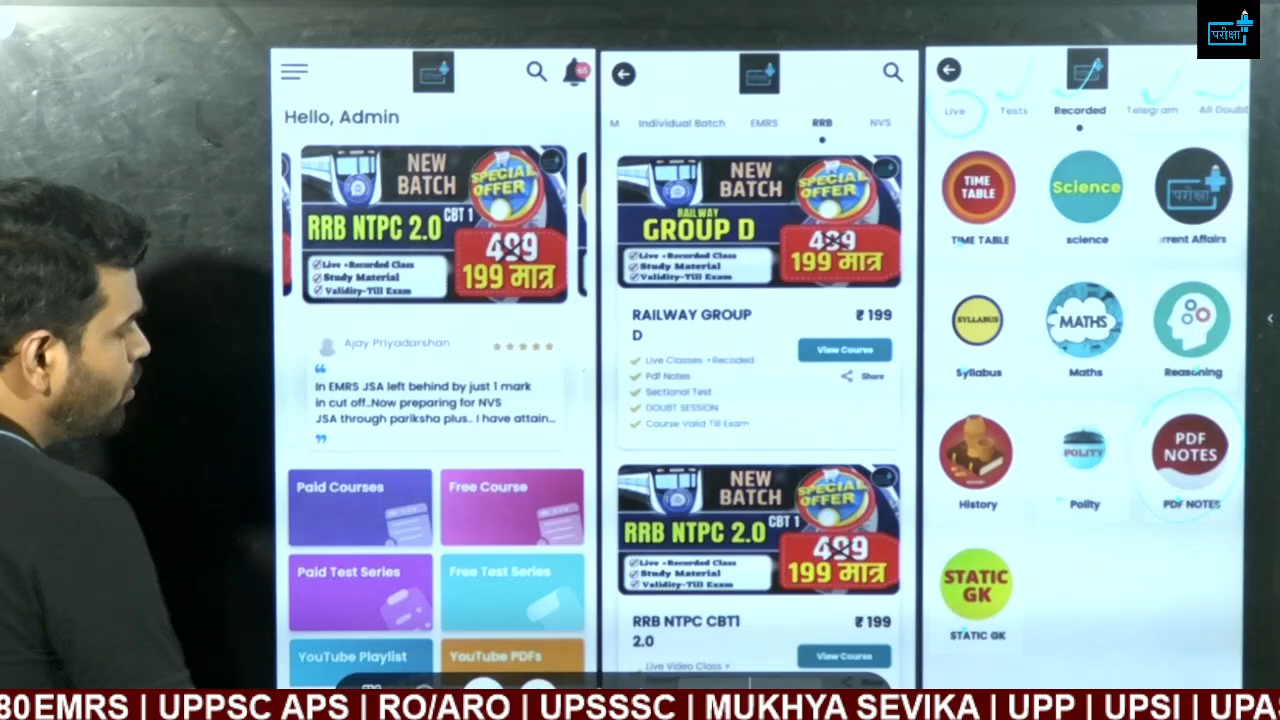 परीक्षा
Hello, Admin
65
NEW
BATCH
SPECIAL
OFFER
RRB NTPC 2.0 CBT 1
499
199 मात्र
Live +Recorded Class
Study Material
Validity-Till Exam
Ajay Priyadarshan
In EMRS JSA left behind by just 1 mark
in cut off..Now preparing for NVS
JSA through pariksha plus.. I have attain...
Paid Courses
Free Course
Paid Test Series
Free Test Series
YouTube Playlist
YouTube PDFs
M Individual Batch EMRS RRB NVS
NEW
BATCH
SPECIAL
OFFER
RAILWAY
GROUP D
499
199 मात्र
Live +Recorded Class
Study Material
Validity-Till Exam
RAILWAY GROUP
D
₹ 199
View Course
Live Classes +Recoded
Pdf Notes
Share
Sectional Test
DOUBT SESSION
Course Valid Till Exam
NEW
BATCH
SPECIAL
OFFER
RRB NTPC 2.0 CBT 1
499
199 मात्र
Live +Recorded Class
Study Material
Validity-Till Exam
RRB NTPC CBT1
2.0
₹ 199
View Course
Live Video Class +
Live Tests Recorded Telegram All Doubt
TIME
TABLE
Science
परीक्षा
TIME TABLE
science
rrent Affairs
SYLLABUS
MATHS
Syllabus
Maths
Reasoning
POLITY
PDF
NOTES
History
Polity
PDF NOTES
STATIC
GK
STATIC GK
80 EMRS | UPPSC APS | RO/ARO | UPSSSC | MUKHYA SEVIKA | UPP | UPSI | UPA